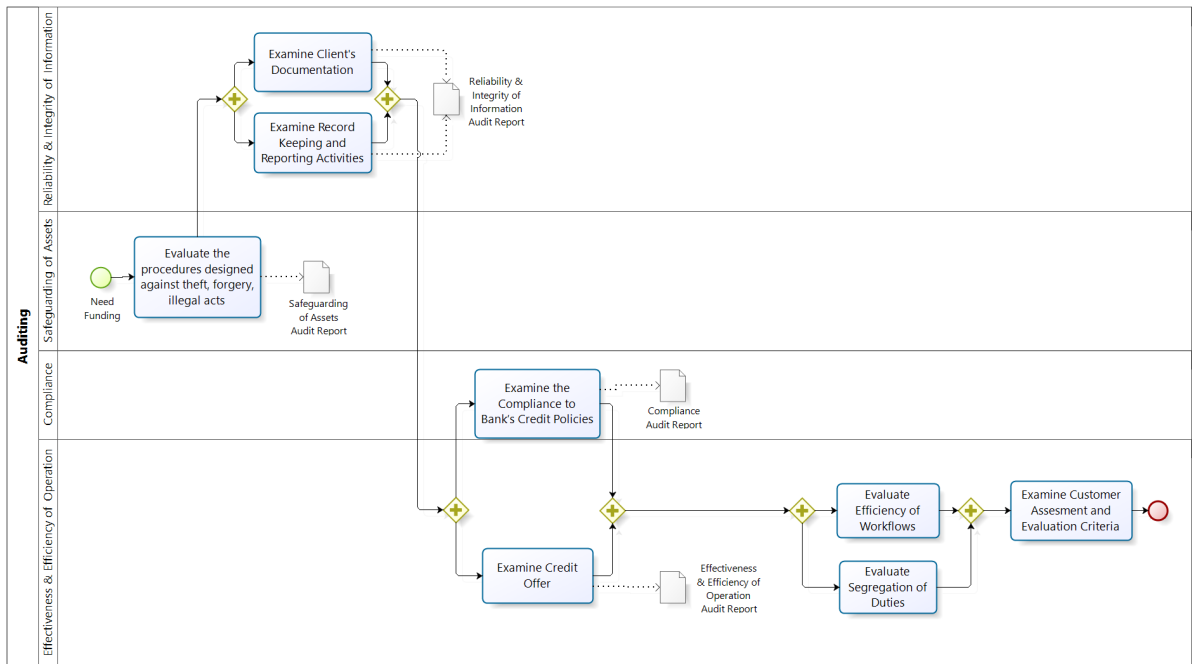 Auditing
Reliability & Integrity of Information
Examine Client's
Documentation
Examine Record
Keeping and
Reporting Activities
Reliability &
Integrity of
Information
Audit Report
Safeguarding of Assets
Need
Funding
Evaluate the
procedures designed
against theft, forgery,
illegal acts
Safeguarding
of Assets
Audit Report
Compliance
Examine the
Compliance to
Bank's Credit Policies
Compliance
Audit Report
Effectiveness & Efficiency of Operation
Examine Credit
Offer
Effectiveness
& Efficiency of
Operation
Audit Report
Evaluate
Efficiency of
Workflows
Evaluate
Segregation of
Duties
Examine Customer
Assesment and
Evaluation Criteria